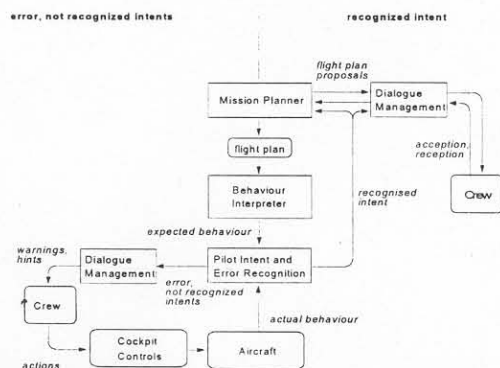 error, not recognized intents
recognized intent
flight plan
proposals
Mission Planner
Dialogue
Management
flight plan
acception,
reception
Crew
Behaviour
Interpreter
recognised
intent
expected behaviour
warnings,
hints
Dialogue
Management
Pilot Intent and
Error Recognition
error,
not recognized
intents
Crew
actual behaviour
Cockpit
Controls
Aircraft
actions